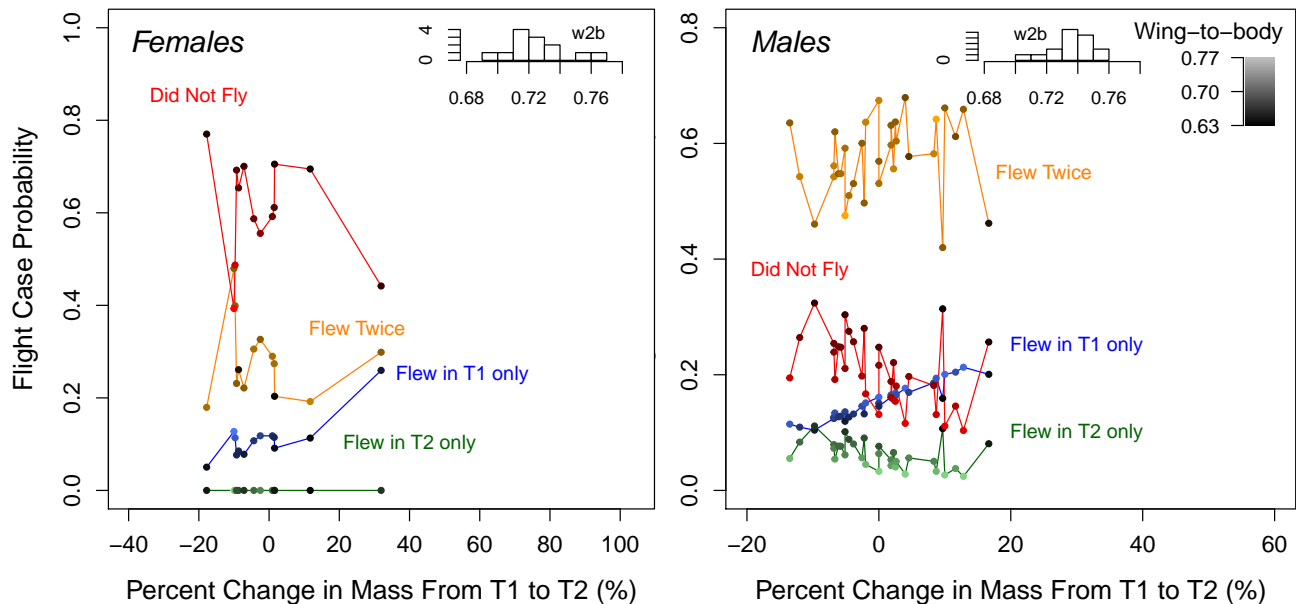 Females
w2b
4
0
0.68
0.72
0.76
Did Not Fly
Flew Twice
Flew in T1 only
Flew in T2 only
Flight Case Probability
1.0
0.8
0.6
0.4
0.2
0.0
−40
−20
0
20
40
60
80
100
Percent Change in Mass From T1 to T2 (%)
Males
w2b
0
0.68
0.72
0.76
Wing−to−body
0.77
0.70
0.63
Flew Twice
Did Not Fly
Flew in T1 only
Flew in T2 only
0.8
0.6
0.4
0.2
0.0
−20
0
20
40
60
Percent Change in Mass From T1 to T2 (%)